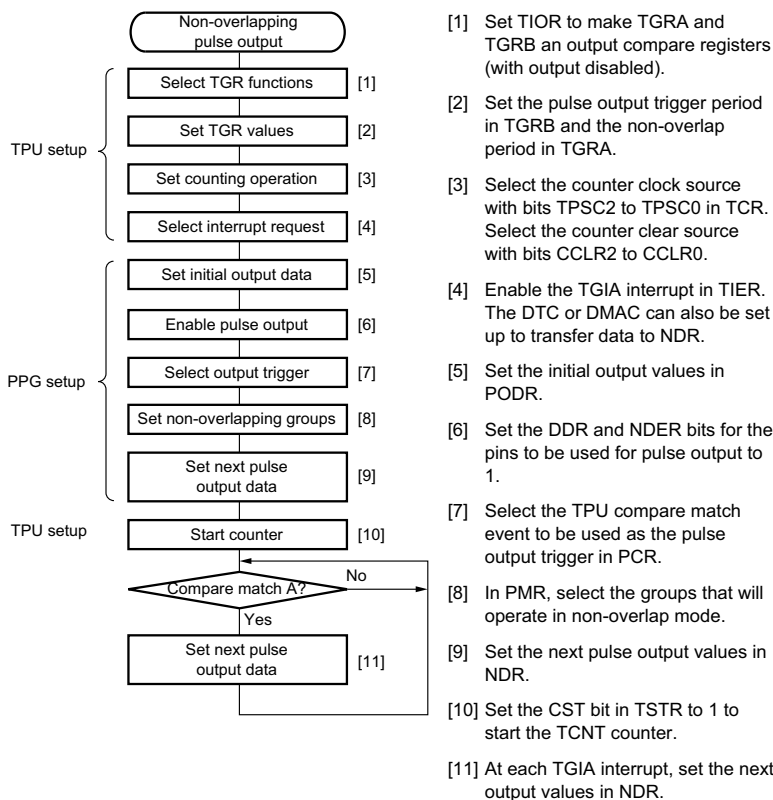 Non-overlapping
pulse output
TPU setup
Select TGR functions [1]
Set TGR values [2]
Set counting operation [3]
Select interrupt request [4]
PPG setup
Set initial output data [5]
Enable pulse output [6]
Select output trigger [7]
Set non-overlapping groups [8]
Set next pulse
output data [9]
TPU setup
Start counter [10]
Compare match A?
No
Yes
Set next pulse
output data [11]
[1] Set TIOR to make TGRA and
TGRB an output compare registers
(with output disabled).
[2] Set the pulse output trigger period
in TGRB and the non-overlap
period in TGRA.
[3] Select the counter clock source
with bits TPSC2 to TPSC0 in TCR.
Select the counter clear source
with bits CCLR2 to CCLR0.
[4] Enable the TGIA interrupt in TIER.
The DTC or DMAC can also be set
up to transfer data to NDR.
[5] Set the initial output values in
PODR.
[6] Set the DDR and NDER bits for the
pins to be used for pulse output to
1.
[7] Select the TPU compare match
event to be used as the pulse
output trigger in PCR.
[8] In PMR, select the groups that will
operate in non-overlap mode.
[9] Set the next pulse output values in
NDR.
[10] Set the CST bit in TSTR to 1 to
start the TCNT counter.
[11] At each TGIA interrupt, set the next
output values in NDR.